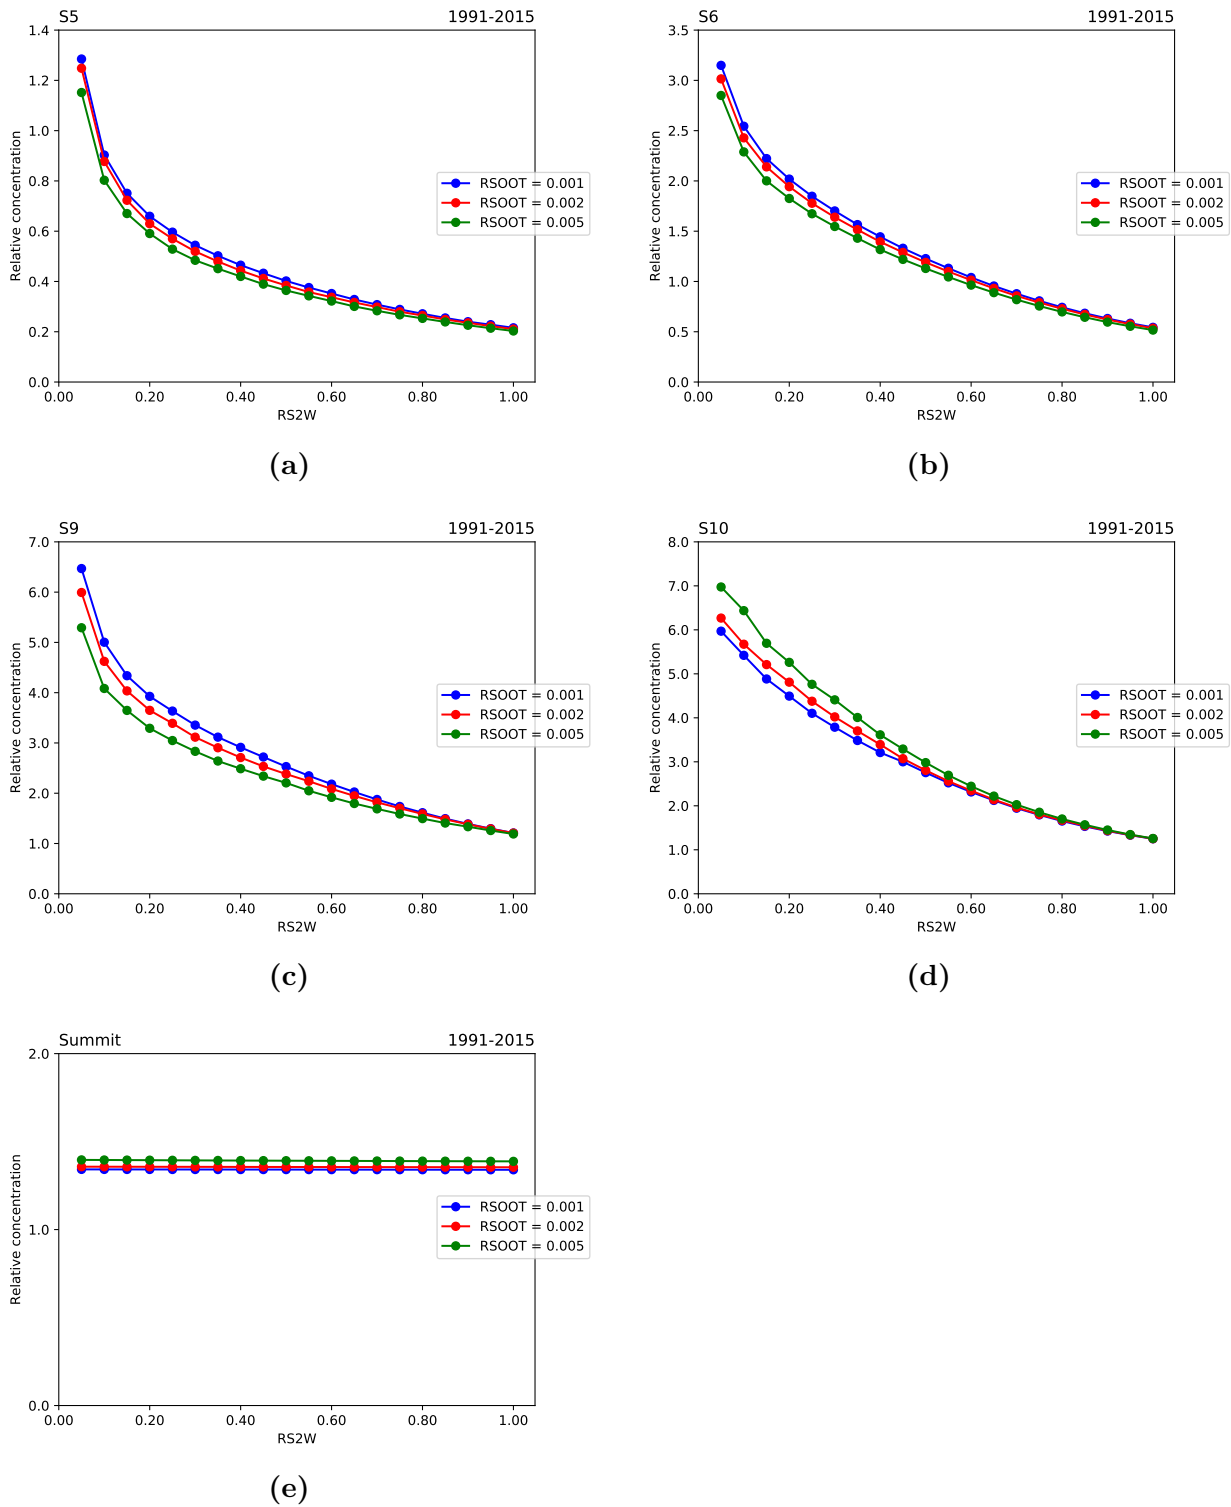 S5 1991-2015
1.4
1.2
1.0
0.8
0.6
0.4
0.2
0.0
Relative concentration
RSOOT = 0.001
RSOOT = 0.002
RSOOT = 0.005
0.00 0.20 0.40 0.60 0.80 1.00
RS2W
(a)
S6 1991-2015
3.5
3.0
2.5
2.0
1.5
1.0
0.5
0.0
Relative concentration
RSOOT = 0.001
RSOOT = 0.002
RSOOT = 0.005
0.00 0.20 0.40 0.60 0.80 1.00
RS2W
(b)
S9 1991-2015
7.0
6.0
5.0
4.0
3.0
2.0
1.0
0.0
Relative concentration
RSOOT = 0.001
RSOOT = 0.002
RSOOT = 0.005
0.00 0.20 0.40 0.60 0.80 1.00
RS2W
(c)
S10 1991-2015
8.0
7.0
6.0
5.0
4.0
3.0
2.0
1.0
0.0
Relative concentration
RSOOT = 0.001
RSOOT = 0.002
RSOOT = 0.005
0.00 0.20 0.40 0.60 0.80 1.00
RS2W
(d)
Summit 1991-2015
2.0
1.0
0.0
Relative concentration
RSOOT = 0.001
RSOOT = 0.002
RSOOT = 0.005
0.00 0.20 0.40 0.60 0.80 1.00
RS2W
(e)